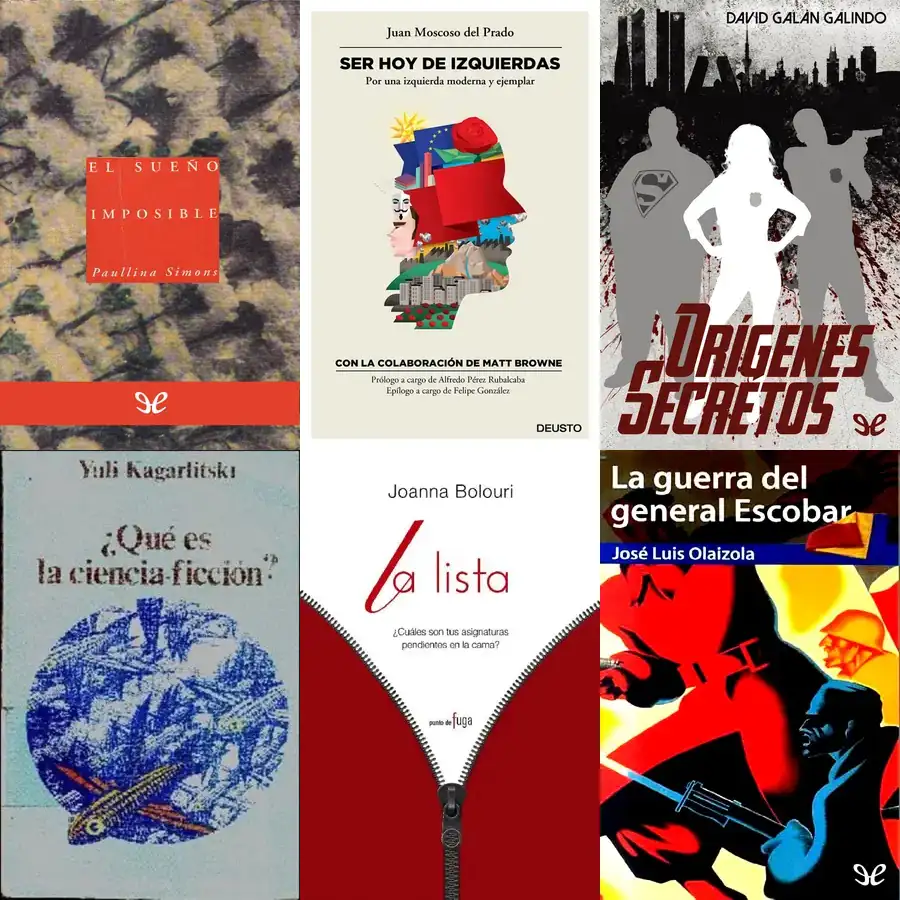 EL SUEÑO
IMPOSIBLE
Paullina Simons
Juan Moscoso del Prado
SER HOY DE IZQUIERDAS
Por una izquierda moderna y ejemplar
CON LA COLABORACIÓN DE MATT BROWNE
Prólogo a cargo de Alfredo Pérez Rubalcaba
Epílogo a cargo de Felipe González
DEUSTO
DAVID GALÁN GALINDO
S
ORÍGENES
SECRETOS
Yuli Kagarlitski
¿Qué es
la ciencia-ficción?
Joanna Bolouri
La lista
¿Cuáles son tus asignaturas
pendientes en la cama?
punto de fuga
La guerra del
general Escobar
José Luis Olaizola